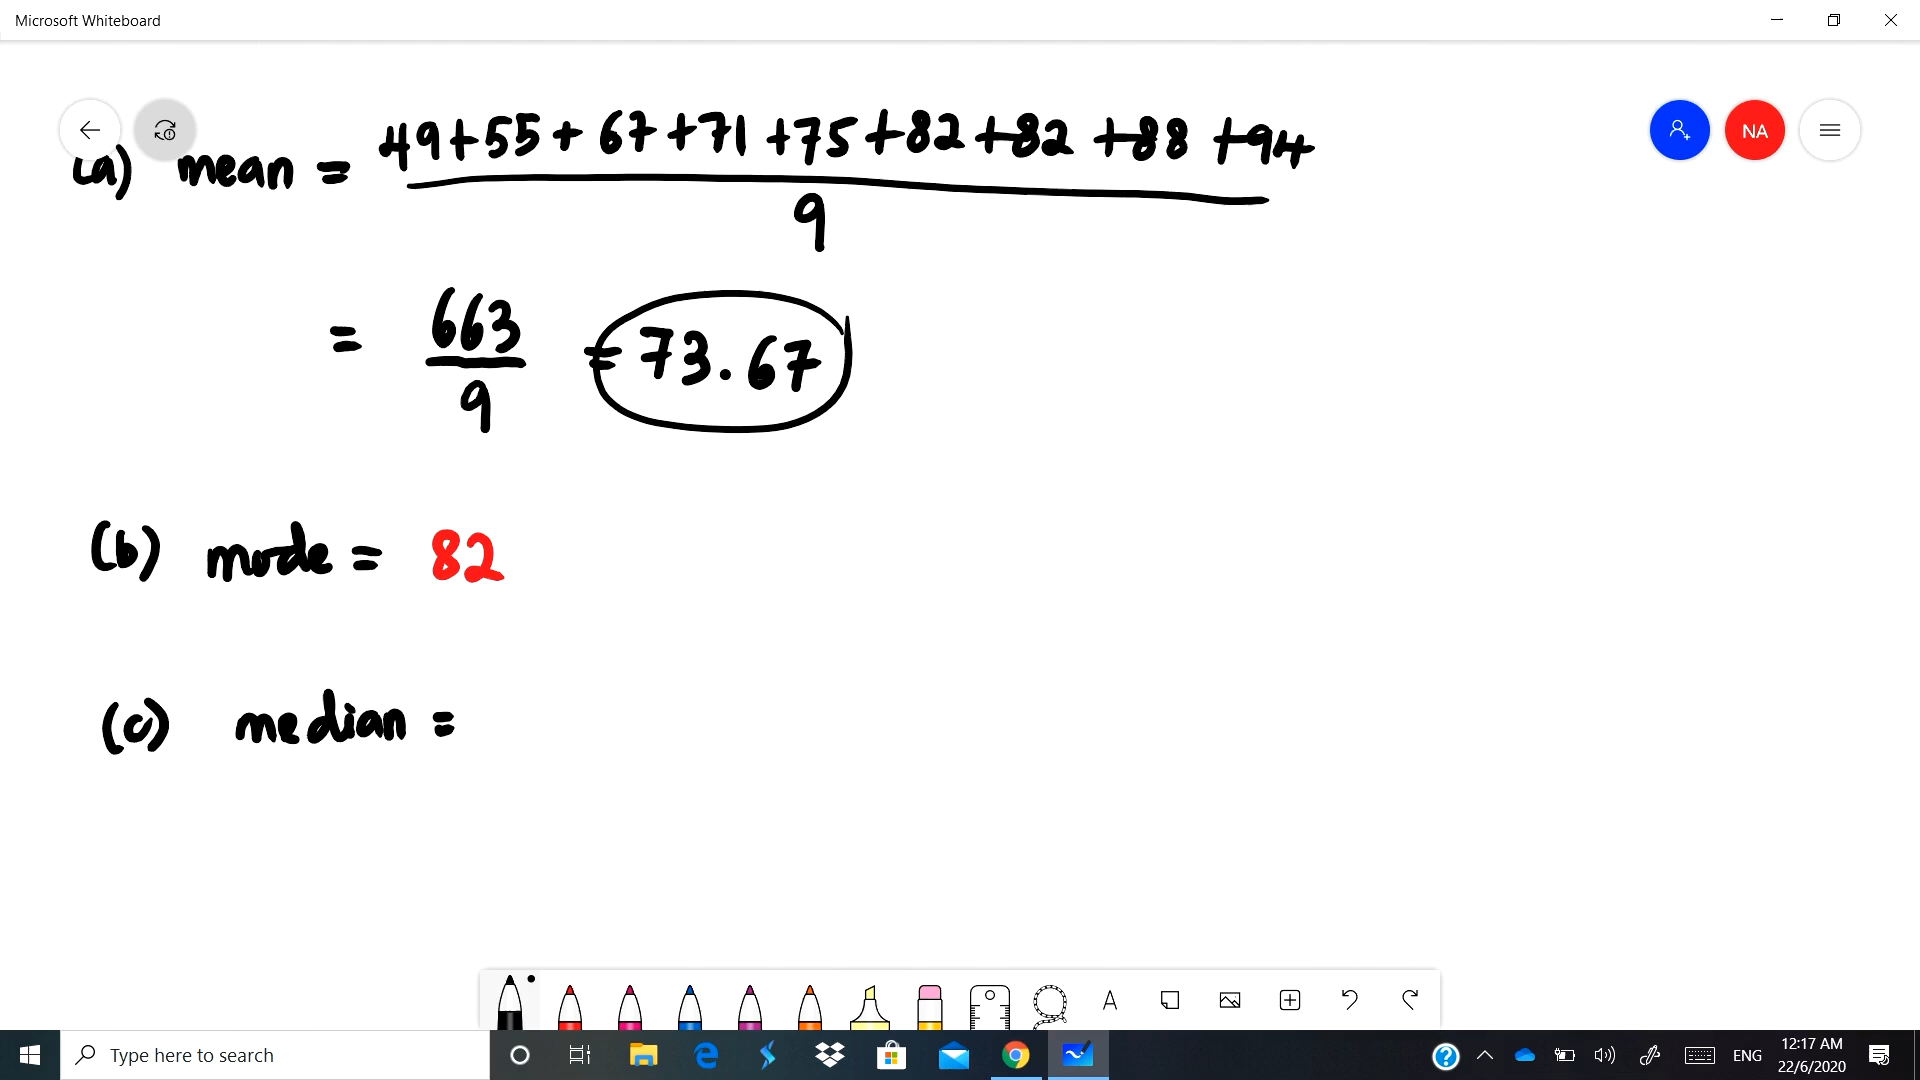 Microsoft Whiteboard
(a) mean = 49+55+67+71+75+82+82+88+94
9
NA
= 663 = 73.67
9
(b) mode = 82
(c) median =
A
Type here to search
ENG
12:17 AM
22/6/2020